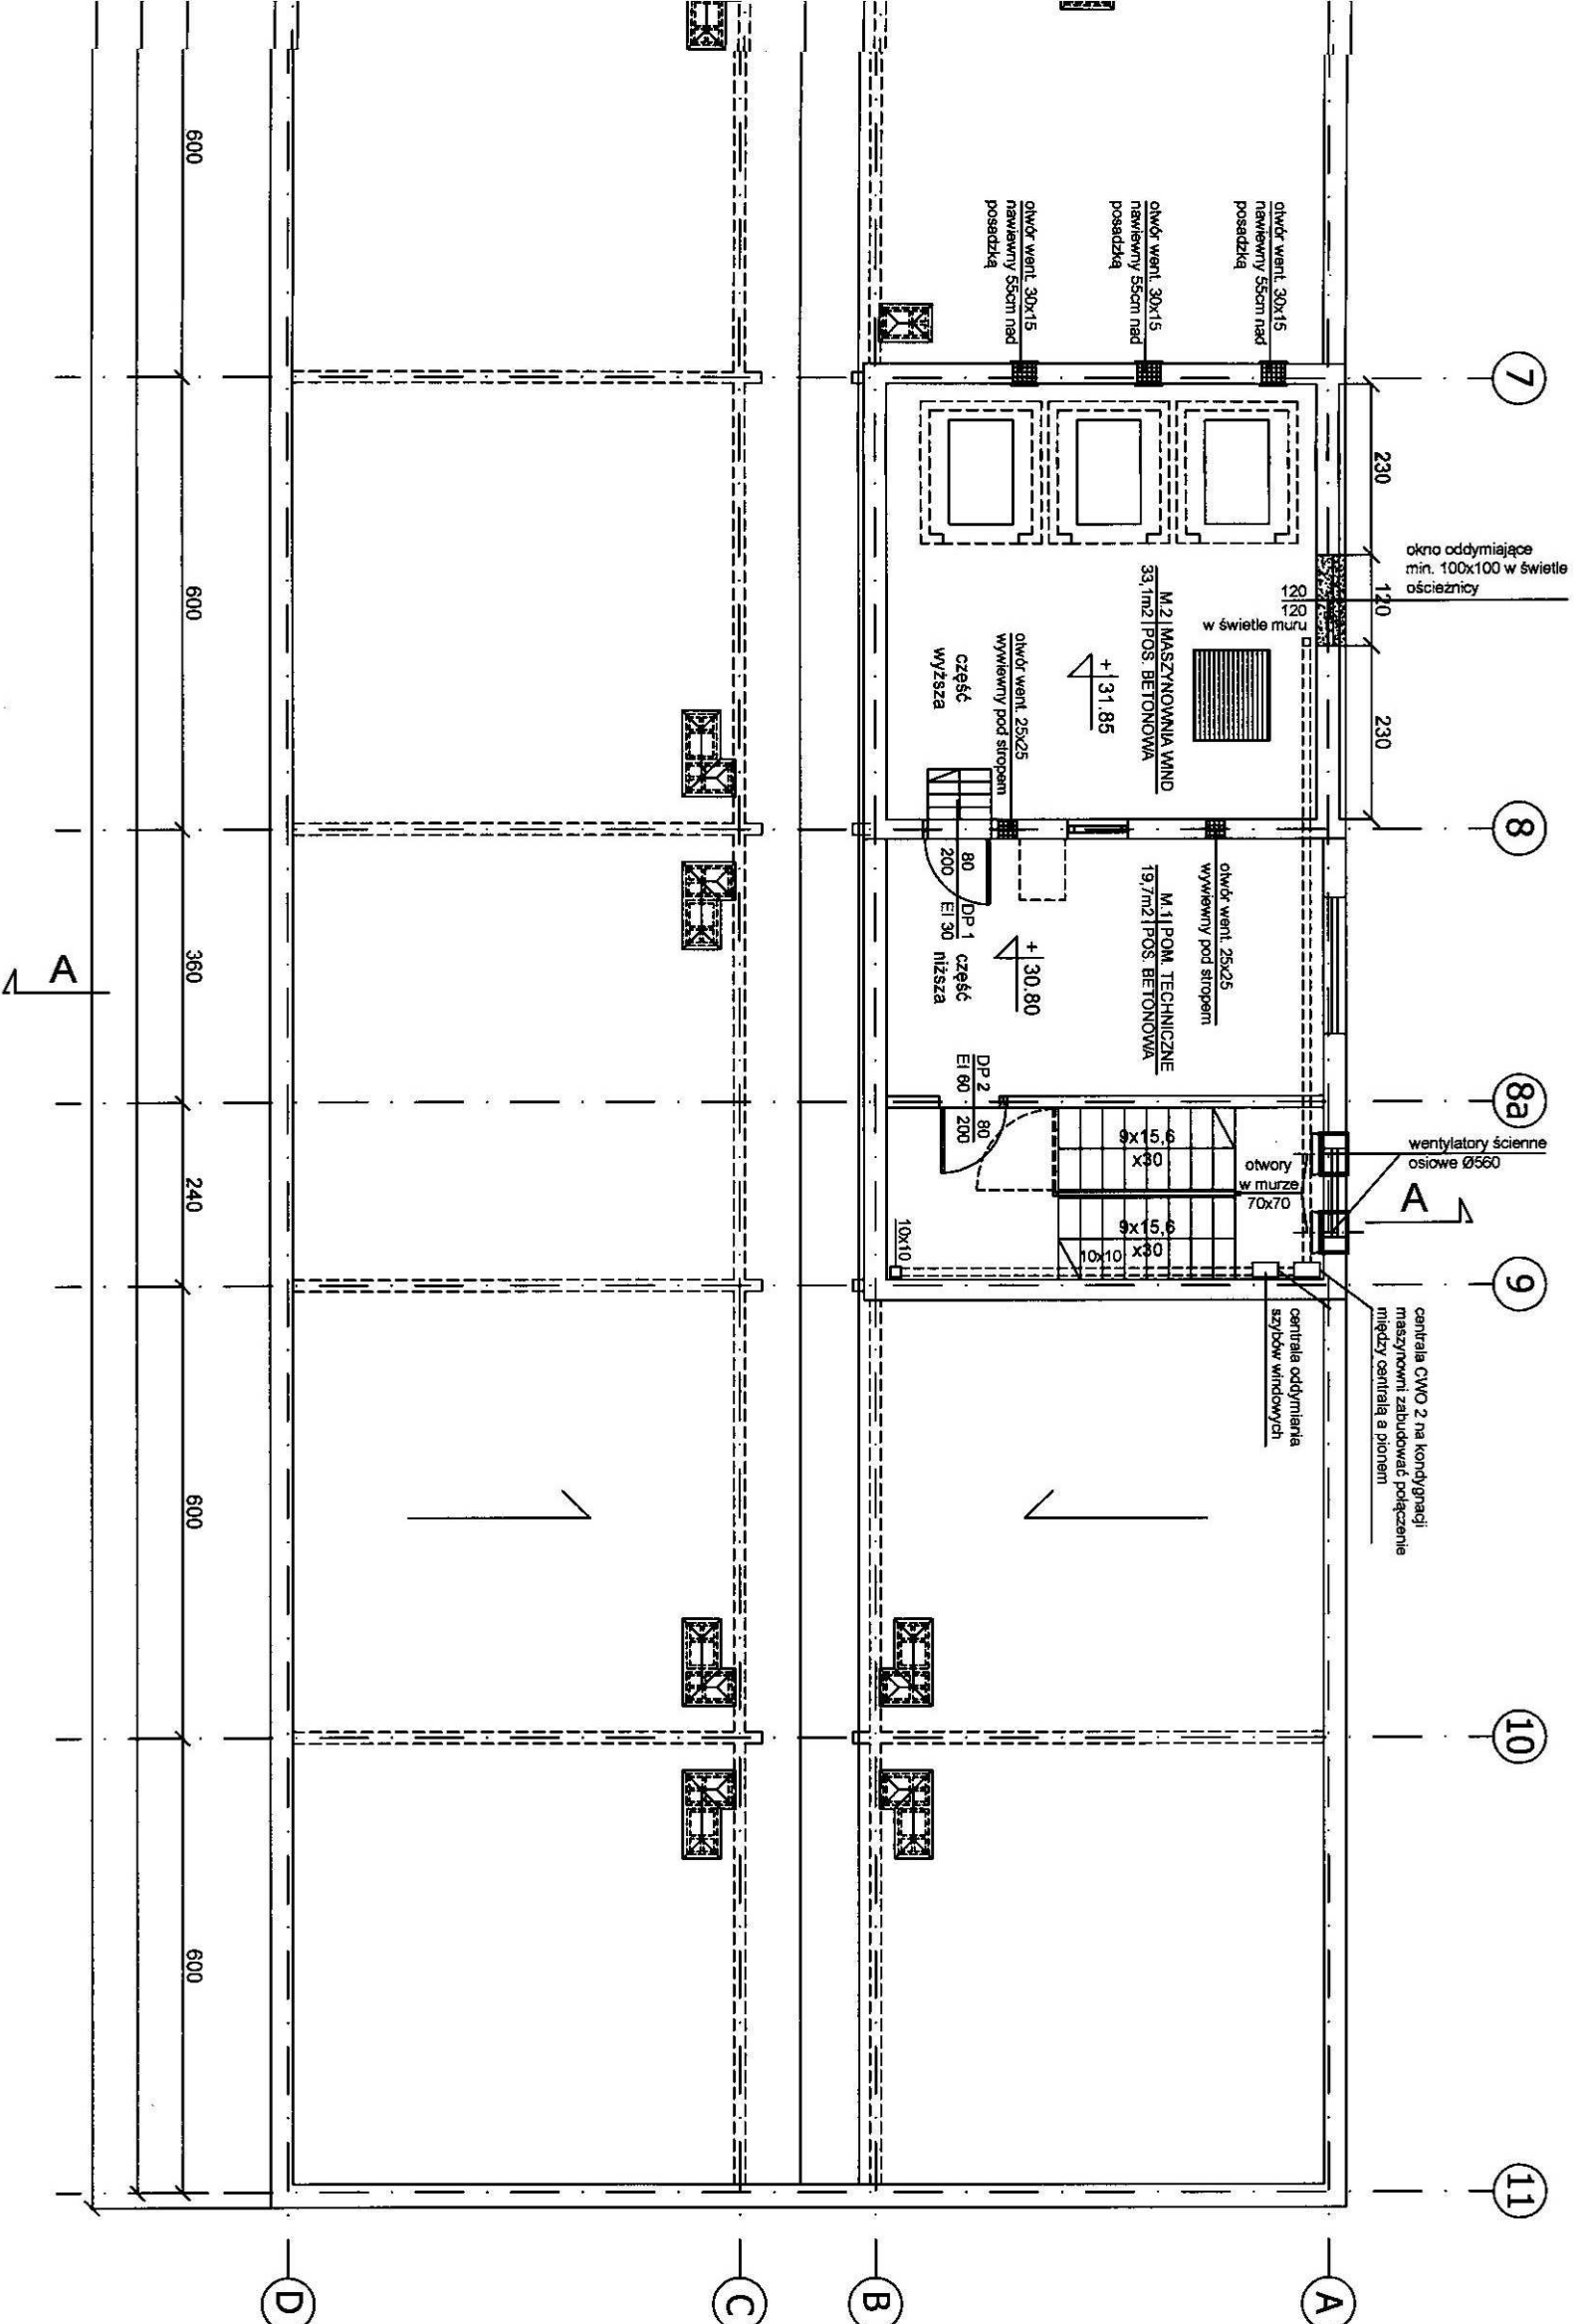 7
8
8a
9
10
11
A
B
C
D
230
120
230
okno oddymiające
min. 100x100 w świetle
ościeżnicy
120
120
w świetle muru
otwór went. 30x15
nawiewny 55cm nad
posadzką
otwór went. 30x15
nawiewny 55cm nad
posadzką
otwór went. 30x15
nawiewny 55cm nad
posadzką
M.2 MASZYNOWNIA WIND
33,1m2 POS. BETONOWA
+ 31.85
otwór went. 25x25
wywiewny pod stropem
część
wyższa
otwór went. 25x25
wywiewny pod stropem
M.1 POM. TECHNICZNE
19,7m2 POS. BETONOWA
+ 30.80
80 DP 1
200 EI 30
część
niższa
DP 2 80
EI 60 200
9x15,6
x30
9x15,6
x30
10x10
10x10
otwory
w murze
70x70
wentylatory ścienne
osiowe Ø560
A
A
centrala CWO 2 na kondygnacji
maszynowni zabudować połączenie
między centralą a pionem
centrala oddymiania
szybów windowych
600
600
360
240
600
600